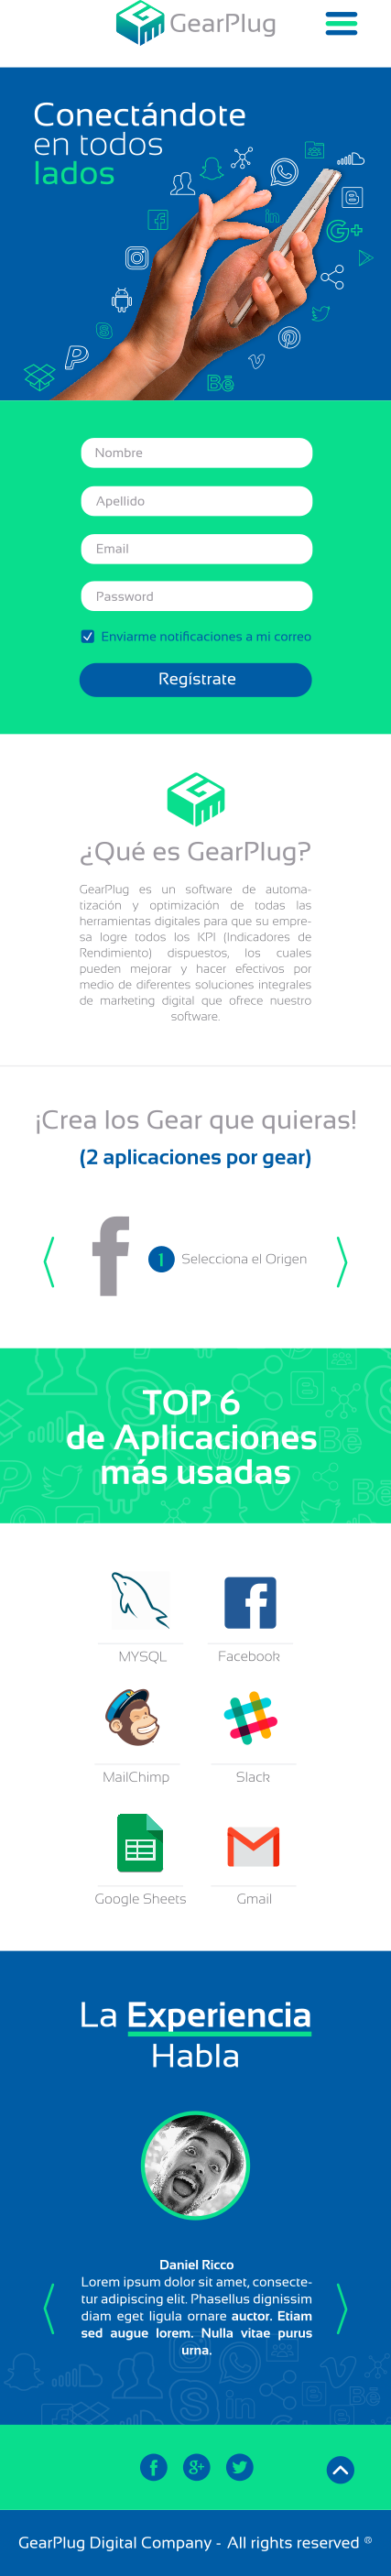 GearPlug
Conectándote
en todos
lados
Nombre
Apellido
Email
Password
Enviarme notificaciones a mi correo
Regístrate
¿Qué es GearPlug?
GearPlug es un software de automa-
tización y optimización de todas las
herramientas digitales para que su empre-
sa logre todos los KPI (Indicadores de
Rendimiento) dispuestos, los cuales
pueden mejorar y hacer efectivos por
medio de diferentes soluciones integrales
de marketing digital que ofrece nuestro
software.
¡Crea los Gear que quieras!
(2 aplicaciones por gear)
1 Selecciona el Origen
TOP 6
de Aplicaciones
más usadas
MYSQL Facebook
MailChimp Slack
Google Sheets Gmail
La Experiencia
Habla
Daniel Ricco
Lorem ipsum dolor sit amet, consecte-
tur adipiscing elit. Phasellus dignissim
diam eget ligula ornare auctor. Etiam
sed augue lorem. Nulla vitae purus
urna.
GearPlug Digital Company - All rights reserved ®